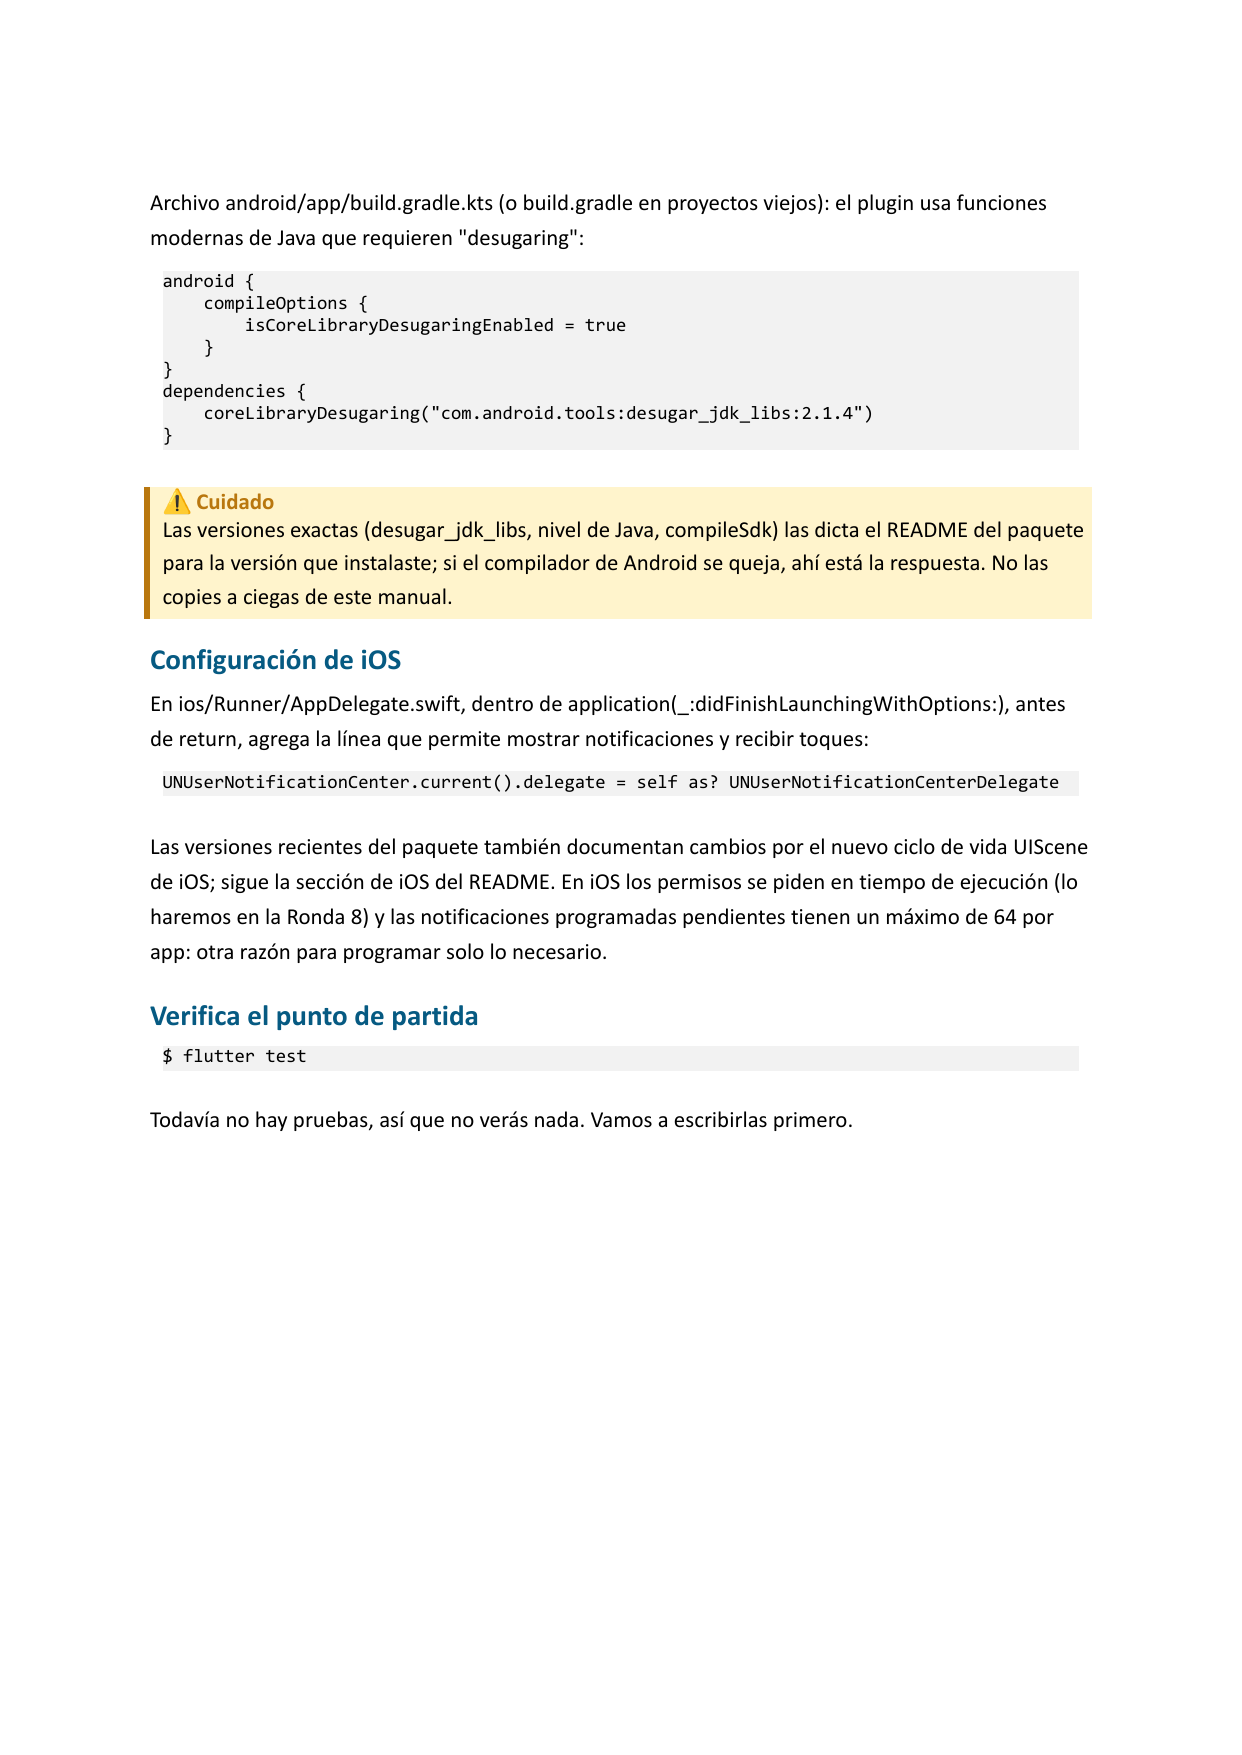 Archivo android/app/build.gradle.kts (o build.gradle en proyectos viejos): el plugin usa funciones
modernas de Java que requieren "desugaring":
android {
    compileOptions {
        isCoreLibraryDesugaringEnabled = true
    }
}
dependencies {
    coreLibraryDesugaring("com.android.tools:desugar_jdk_libs:2.1.4")
}
⚠️ Cuidado
Las versiones exactas (desugar_jdk_libs, nivel de Java, compileSdk) las dicta el README del paquete
para la versión que instalaste; si el compilador de Android se queja, ahí está la respuesta. No las
copies a ciegas de este manual.
Configuración de iOS
En ios/Runner/AppDelegate.swift, dentro de application(_:didFinishLaunchingWithOptions:), antes
de return, agrega la línea que permite mostrar notificaciones y recibir toques:
UNUserNotificationCenter.current().delegate = self as? UNUserNotificationCenterDelegate
Las versiones recientes del paquete también documentan cambios por el nuevo ciclo de vida UIScene
de iOS; sigue la sección de iOS del README. En iOS los permisos se piden en tiempo de ejecución (lo
haremos en la Ronda 8) y las notificaciones programadas pendientes tienen un máximo de 64 por
app: otra razón para programar solo lo necesario.
Verifica el punto de partida
$ flutter test
Todavía no hay pruebas, así que no verás nada. Vamos a escribirlas primero.